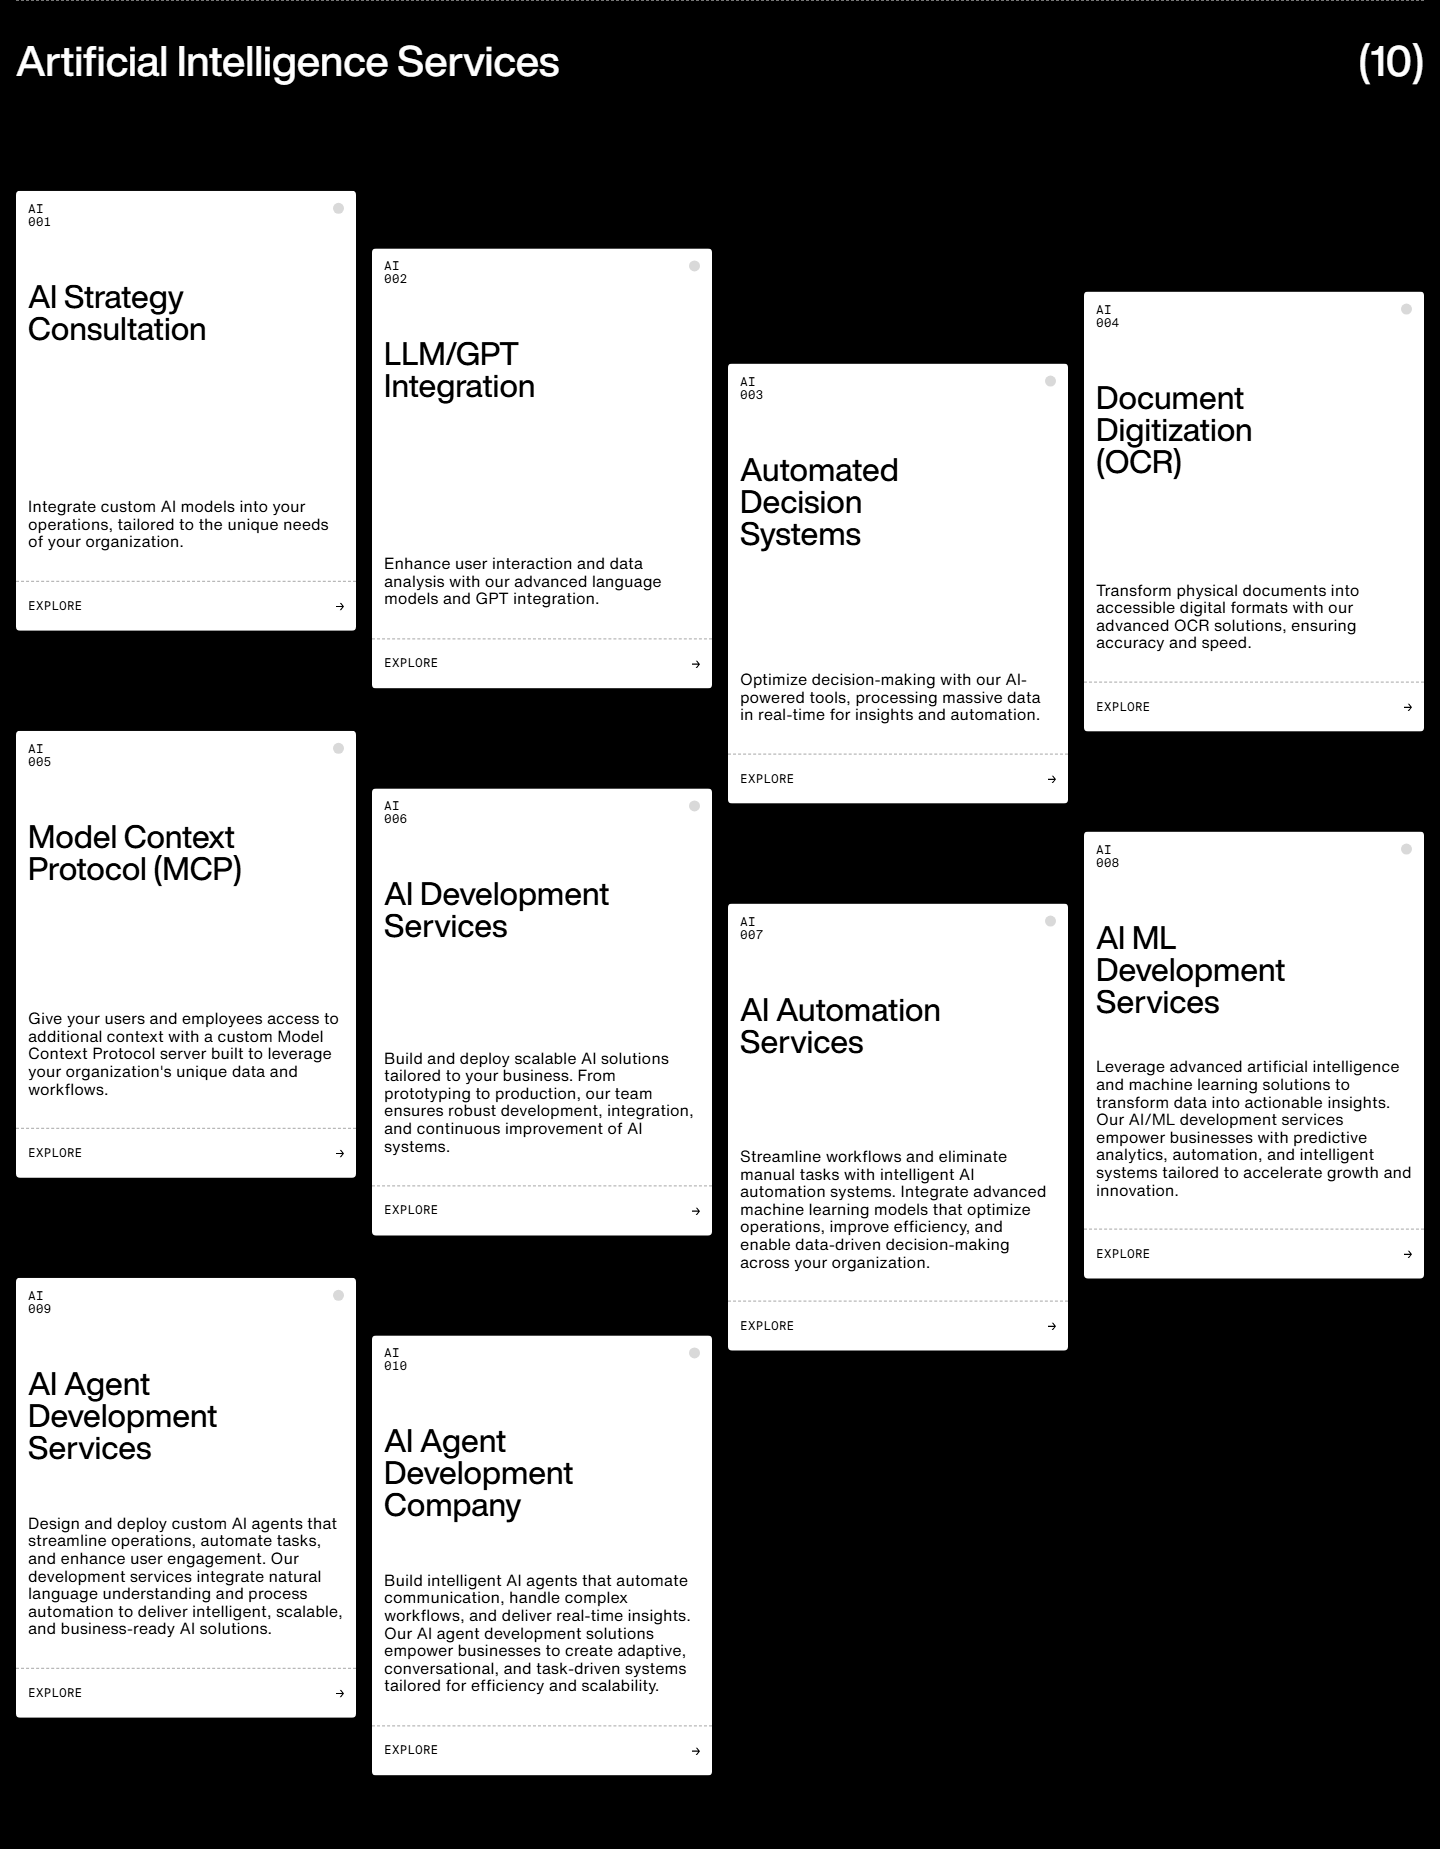 Artificial Intelligence Services
(10)
AI
001
AI Strategy
Consultation
Integrate custom AI models into your
operations, tailored to the unique needs
of your organization.
EXPLORE →
AI
002
LLM/GPT
Integration
Enhance user interaction and data
analysis with our advanced language
models and GPT integration.
EXPLORE →
AI
003
Automated
Decision
Systems
Optimize decision-making with our AI-
powered tools, processing massive data
in real-time for insights and automation.
EXPLORE →
AI
004
Document
Digitization
(OCR)
Transform physical documents into
accessible digital formats with our
advanced OCR solutions, ensuring
accuracy and speed.
EXPLORE →
AI
005
Model Context
Protocol (MCP)
Give your users and employees access to
additional context with a custom Model
Context Protocol server built to leverage
your organization's unique data and
workflows.
EXPLORE →
AI
006
AI Development
Services
Build and deploy scalable AI solutions
tailored to your business. From
prototyping to production, our team
ensures robust development, integration,
and continuous improvement of AI
systems.
EXPLORE →
AI
007
AI Automation
Services
Streamline workflows and eliminate
manual tasks with intelligent AI
automation systems. Integrate advanced
machine learning models that optimize
operations, improve efficiency, and
enable data-driven decision-making
across your organization.
EXPLORE →
AI
008
AI ML
Development
Services
Leverage advanced artificial intelligence
and machine learning solutions to
transform data into actionable insights.
Our AI/ML development services
empower businesses with predictive
analytics, automation, and intelligent
systems tailored to accelerate growth and
innovation.
EXPLORE →
AI
009
AI Agent
Development
Services
Design and deploy custom AI agents that
streamline operations, automate tasks,
and enhance user engagement. Our
development services integrate natural
language understanding and process
automation to deliver intelligent, scalable,
and business-ready AI solutions.
EXPLORE →
AI
010
AI Agent
Development
Company
Build intelligent AI agents that automate
communication, handle complex
workflows, and deliver real-time insights.
Our AI agent development solutions
empower businesses to create adaptive,
conversational, and task-driven systems
tailored for efficiency and scalability.
EXPLORE →